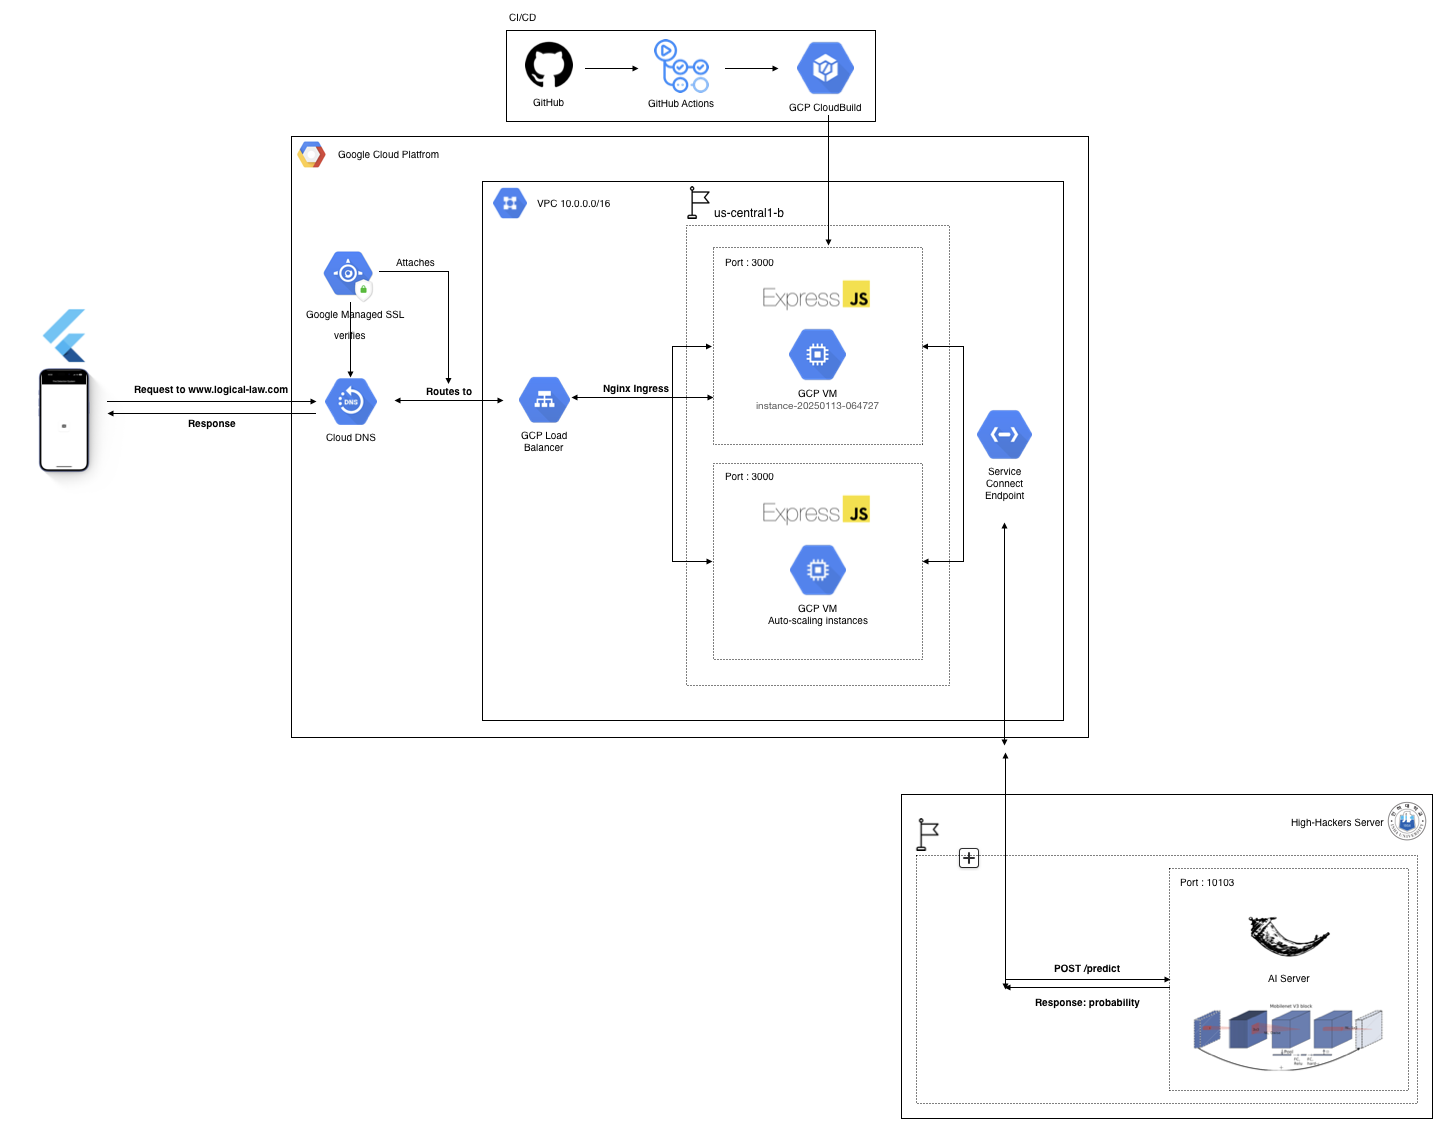 CI/CD
GitHub
GitHub Actions
GCP CloudBuild
Google Cloud Platfrom
VPC 10.0.0.0/16
us-central1-b
Port : 3000
Express JS
GCP VM
instance-20250113-064727
Attaches
Google Managed SSL
verifies
Request to www.logical-law.com
Response
DNS
Cloud DNS
Routes to
GCP Load
Balancer
Nginx Ingress
Port : 3000
Express JS
GCP VM
Auto-scaling instances
Service
Connect
Endpoint
High-Hackers Server
Port : 10103
AI Server
POST /predict
Response: probability
Mobilenet V3 block